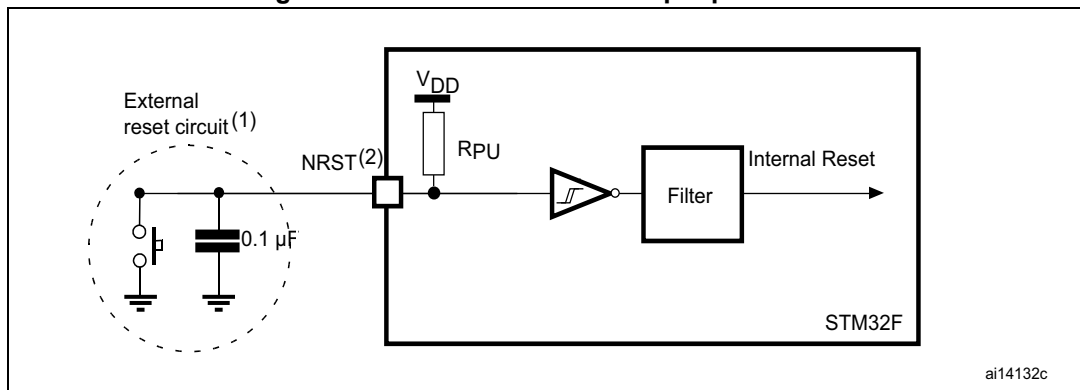 External
reset circuit(1)
NRST(2)
VDD
RPU
0.1 µF
Filter
Internal Reset
STM32F
ai14132c